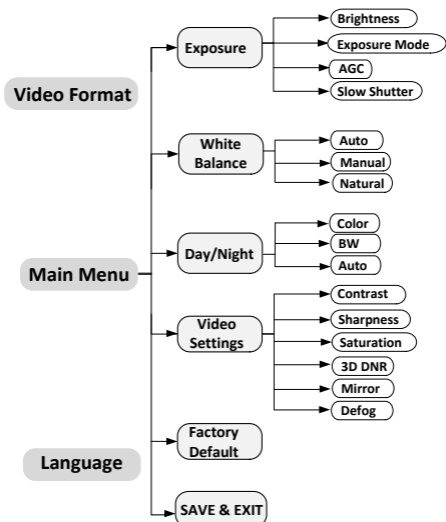 Video Format
Main Menu
Language
Exposure
Brightness
Exposure Mode
AGC
Slow Shutter
White
Balance
Auto
Manual
Natural
Day/Night
Color
BW
Auto
Video
Settings
Contrast
Sharpness
Saturation
3D DNR
Mirror
Defog
Factory
Default
SAVE & EXIT